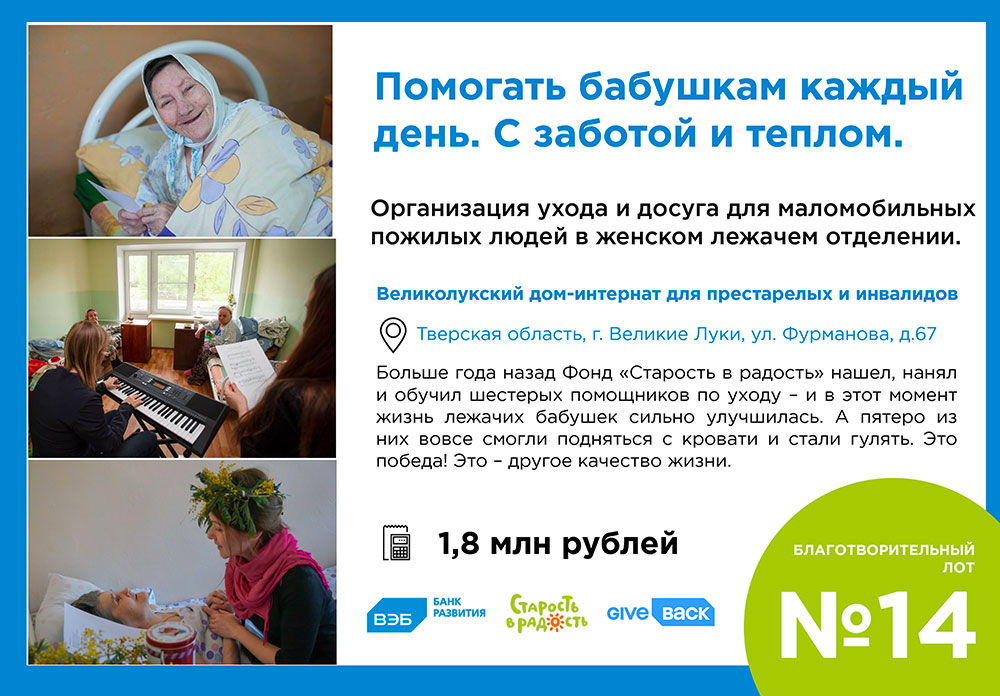 Помогать бабушкам каждый
день. С заботой и теплом.
Организация ухода и досуга для маломобильных
пожилых людей в женском лежачем отделении.
Великолукский дом-интернат для престарелых и инвалидов
Тверская область, г. Великие Луки, ул. Фурманова, д.67
Больше года назад Фонд «Старость в радость» нашел, нанял
и обучил шестерых помощников по уходу – и в этот момент
жизнь лежачих бабушек сильно улучшилась. А пятеро из
них вовсе смогли подняться с кровати и стали гулять. Это
победа! Это – другое качество жизни.
1,8 млн рублей
ВЭБ
БАНК
РАЗВИТИЯ
Старость
в радость
GIVE BACK
БЛАГОТВОРИТЕЛЬНЫЙ
ЛОТ
№14